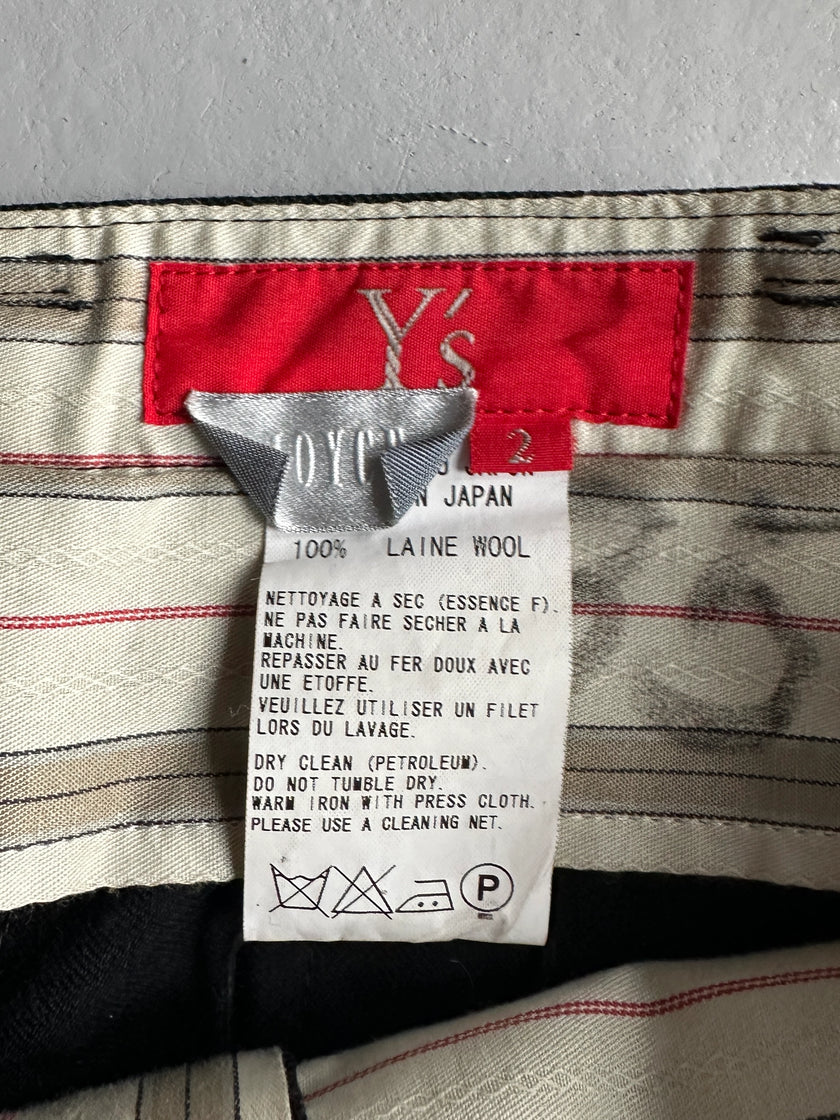 Y's
2
JAPAN
100% LAINE WOOL
NETTOYAGE A SEC (ESSENCE F).
NE PAS FAIRE SECHER A LA
MACHINE.
REPASSER AU FER DOUX AVEC
UNE ETOFFE.
VEUILLEZ UTILISER UN FILET
LORS DU LAVAGE.
DRY CLEAN (PETROLEUM).
DO NOT TUMBLE DRY.
WARM IRON WITH PRESS CLOTH.
PLEASE USE A CLEANING NET.
P